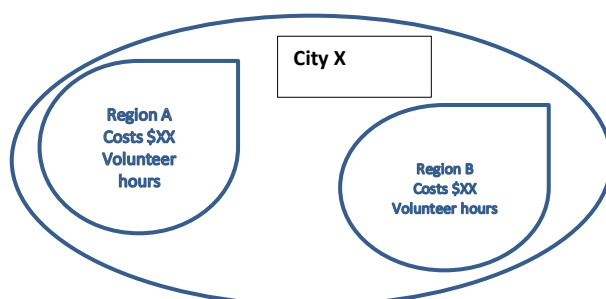 City X
Region A
Costs $XX
Volunteer
hours
Region B
Costs $XX
Volunteer hours